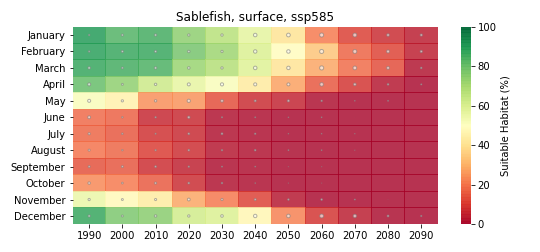 Sablefish, surface, ssp585
January
February
March
April
May
June
July
August
September
October
November
December
1990 2000 2010 2020 2030 2040 2050 2060 2070 2080 2090
100
80
60
40
20
0
Suitable Habitat (%)